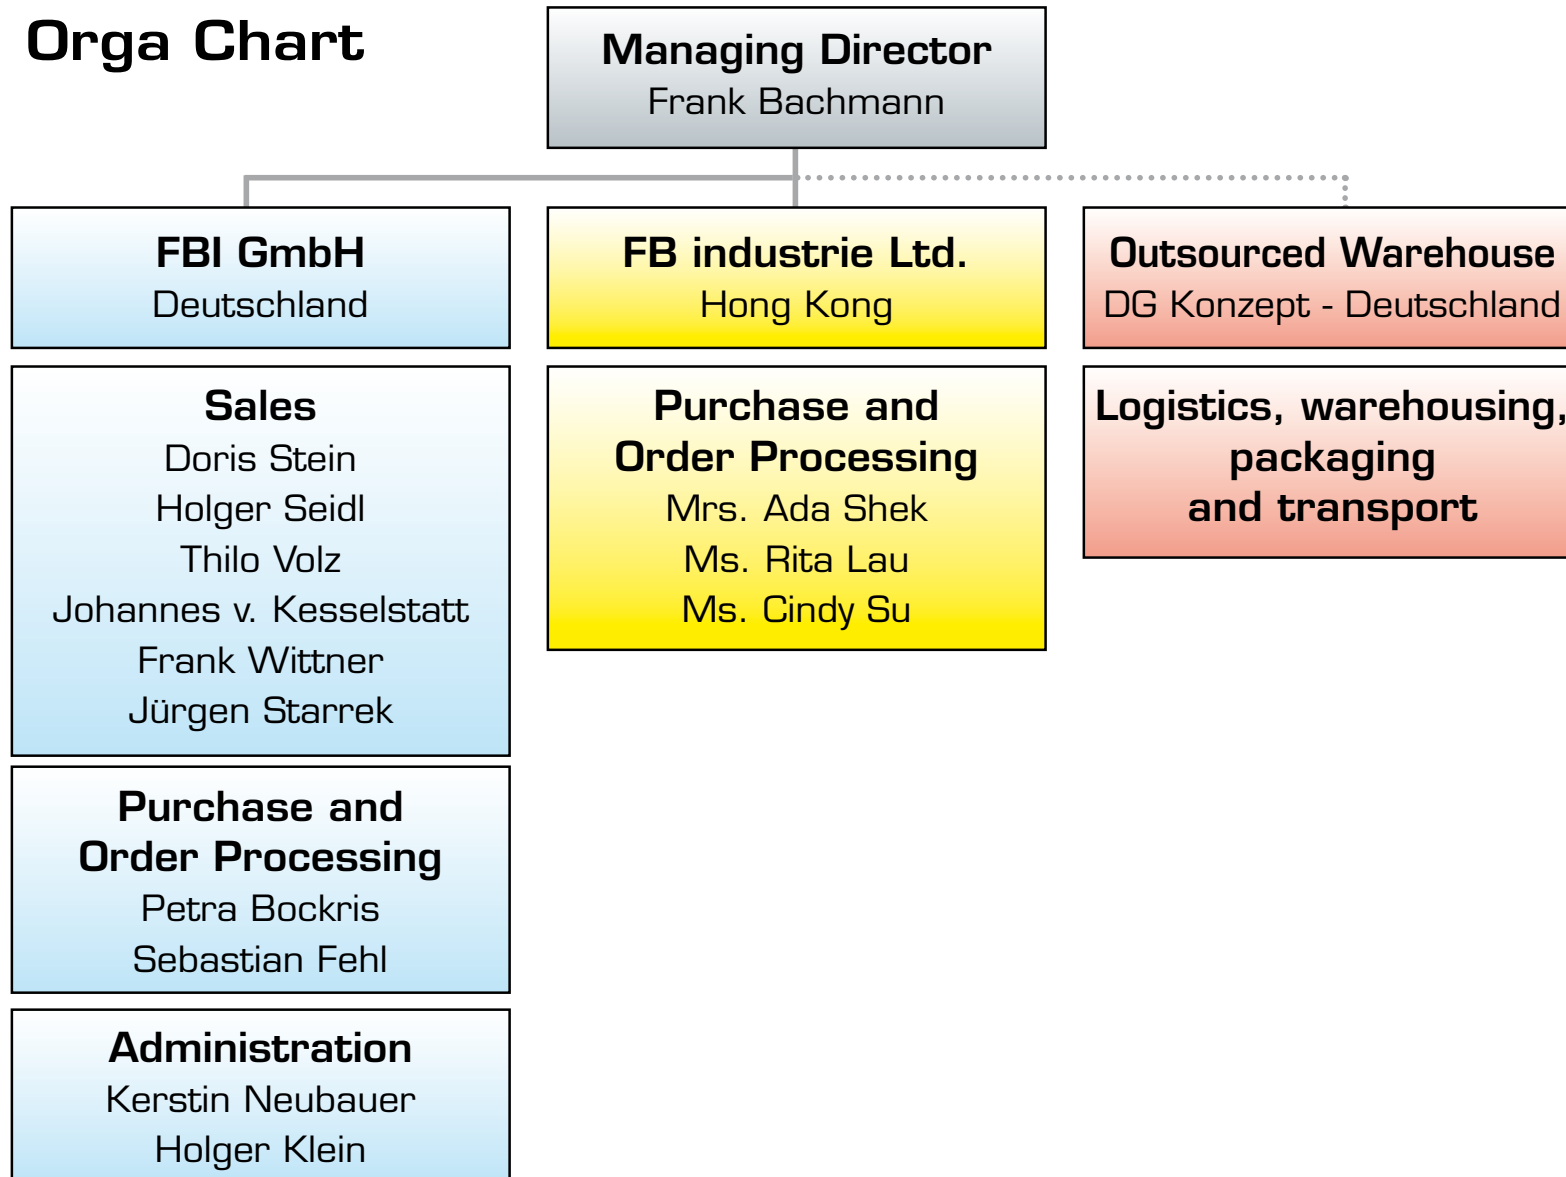 Orga Chart
Managing Director
Frank Bachmann
FBI GmbH
Deutschland
FB industrie Ltd.
Hong Kong
Outsourced Warehouse
DG Konzept - Deutschland
Sales
Doris Stein
Holger Seidl
Thilo Volz
Johannes v. Kesselstatt
Frank Wittner
Jürgen Starrek
Purchase and
Order Processing
Mrs. Ada Shek
Ms. Rita Lau
Ms. Cindy Su
Logistics, warehousing,
packaging
and transport
Purchase and
Order Processing
Petra Bockris
Sebastian Fehl
Administration
Kerstin Neubauer
Holger Klein